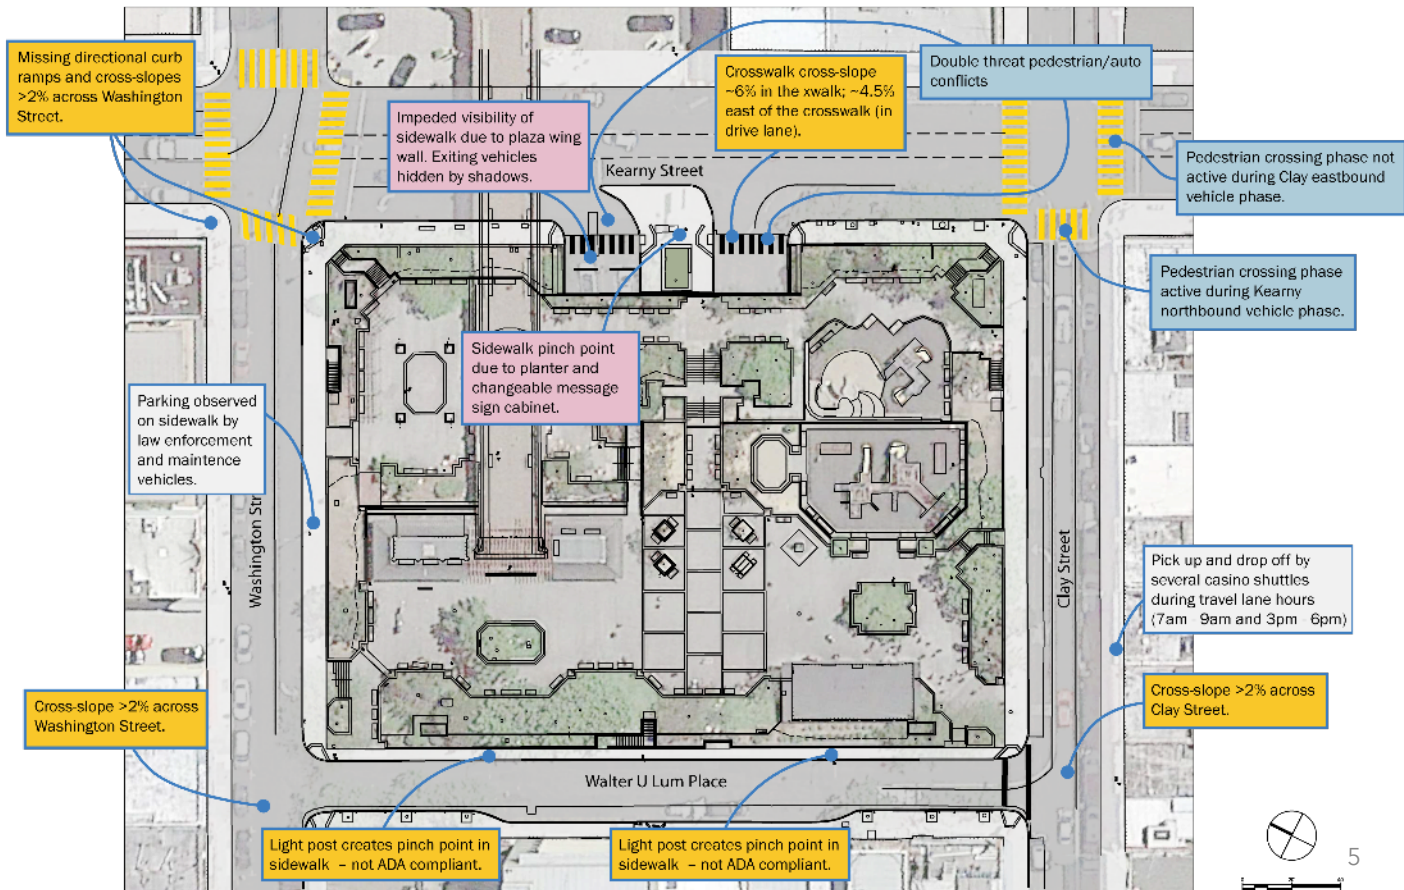 Missing directional curb
ramps and cross-slopes
>2% across Washington
Street.
Impeded visibility of
sidewalk due to plaza wing
wall. Exiting vehicles
hidden by shadows.
Crosswalk cross-slope
~6% in the xwalk; ~4.5%
east of the crosswalk (in
drive lane).
Double threat pedestrian/auto
conflicts
Kearny Street
Pedestrian crossing phase not
active during Clay eastbound
vehicle phase.
Pedestrian crossing phase
active during Kearny
northbound vehicle phase.
Sidewalk pinch point
due to planter and
changeable message
sign cabinet.
Parking observed
on sidewalk by
law enforcement
and maintence
vehicles.
Washington Str
Clay Street
Pick up and drop off by
several casino shuttles
during travel lane hours
(7am 9am and 3pm 6pm)
Cross-slope >2% across
Washington Street.
Cross-slope >2% across
Clay Street.
Walter U Lum Place
Light post creates pinch point in
sidewalk – not ADA compliant.
Light post creates pinch point in
sidewalk – not ADA compliant.
5